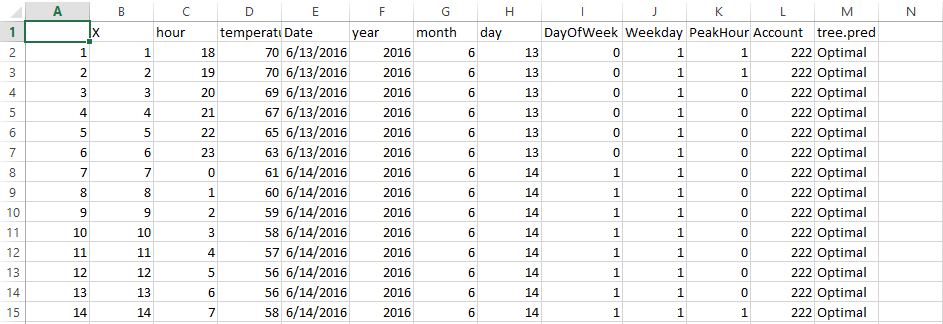 A B C D E F G H I J K L M N
1 X hour temperatu Date year month day DayOfWeek Weekday PeakHour Account tree.pred
2 1 1 18 70 6/13/2016 2016 6 13 0 1 1 222 Optimal
3 2 2 19 70 6/13/2016 2016 6 13 0 1 1 222 Optimal
4 3 3 20 69 6/13/2016 2016 6 13 0 1 0 222 Optimal
5 4 4 21 67 6/13/2016 2016 6 13 0 1 0 222 Optimal
6 5 5 22 65 6/13/2016 2016 6 13 0 1 0 222 Optimal
7 6 6 23 63 6/13/2016 2016 6 13 0 1 0 222 Optimal
8 7 7 0 61 6/14/2016 2016 6 14 1 1 0 222 Optimal
9 8 8 1 60 6/14/2016 2016 6 14 1 1 0 222 Optimal
10 9 9 2 59 6/14/2016 2016 6 14 1 1 0 222 Optimal
11 10 10 3 58 6/14/2016 2016 6 14 1 1 0 222 Optimal
12 11 11 4 57 6/14/2016 2016 6 14 1 1 0 222 Optimal
13 12 12 5 56 6/14/2016 2016 6 14 1 1 0 222 Optimal
14 13 13 6 56 6/14/2016 2016 6 14 1 1 0 222 Optimal
15 14 14 7 58 6/14/2016 2016 6 14 1 1 1 222 Optimal